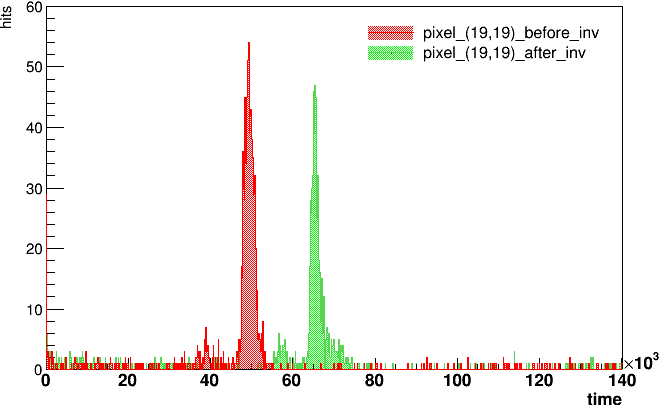 hits
60
pixel_(19,19)_before_inv
pixel_(19,19)_after_inv
50
40
30
20
10
0
0 20 40 60 80 100 120 140 ×10³
time